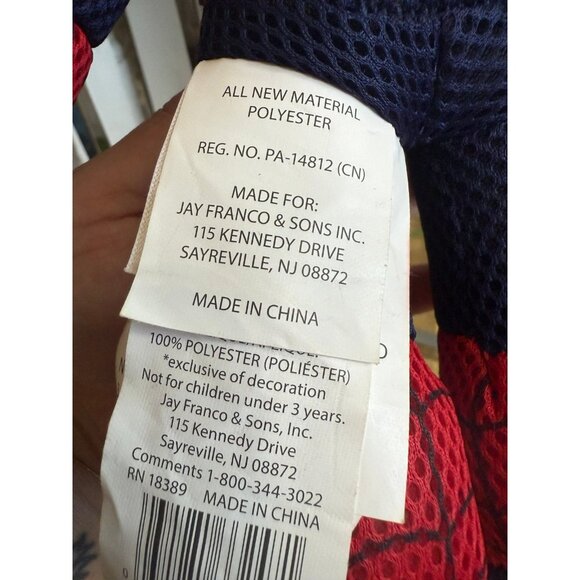 ALL NEW MATERIAL
POLYESTER
REG. NO. PA-14812 (CN)
MADE FOR:
JAY FRANCO & SONS INC.
115 KENNEDY DRIVE
SAYREVILLE, NJ 08872
MADE IN CHINA
100% POLYESTER (POLIÉSTER)
*exclusive of decoration
Not for children under 3 years.
Jay Franco & Sons, Inc.
115 Kennedy Drive
Sayreville, NJ 08872
Comments 1-800-344-3022
RN 18389 MADE IN CHINA
0